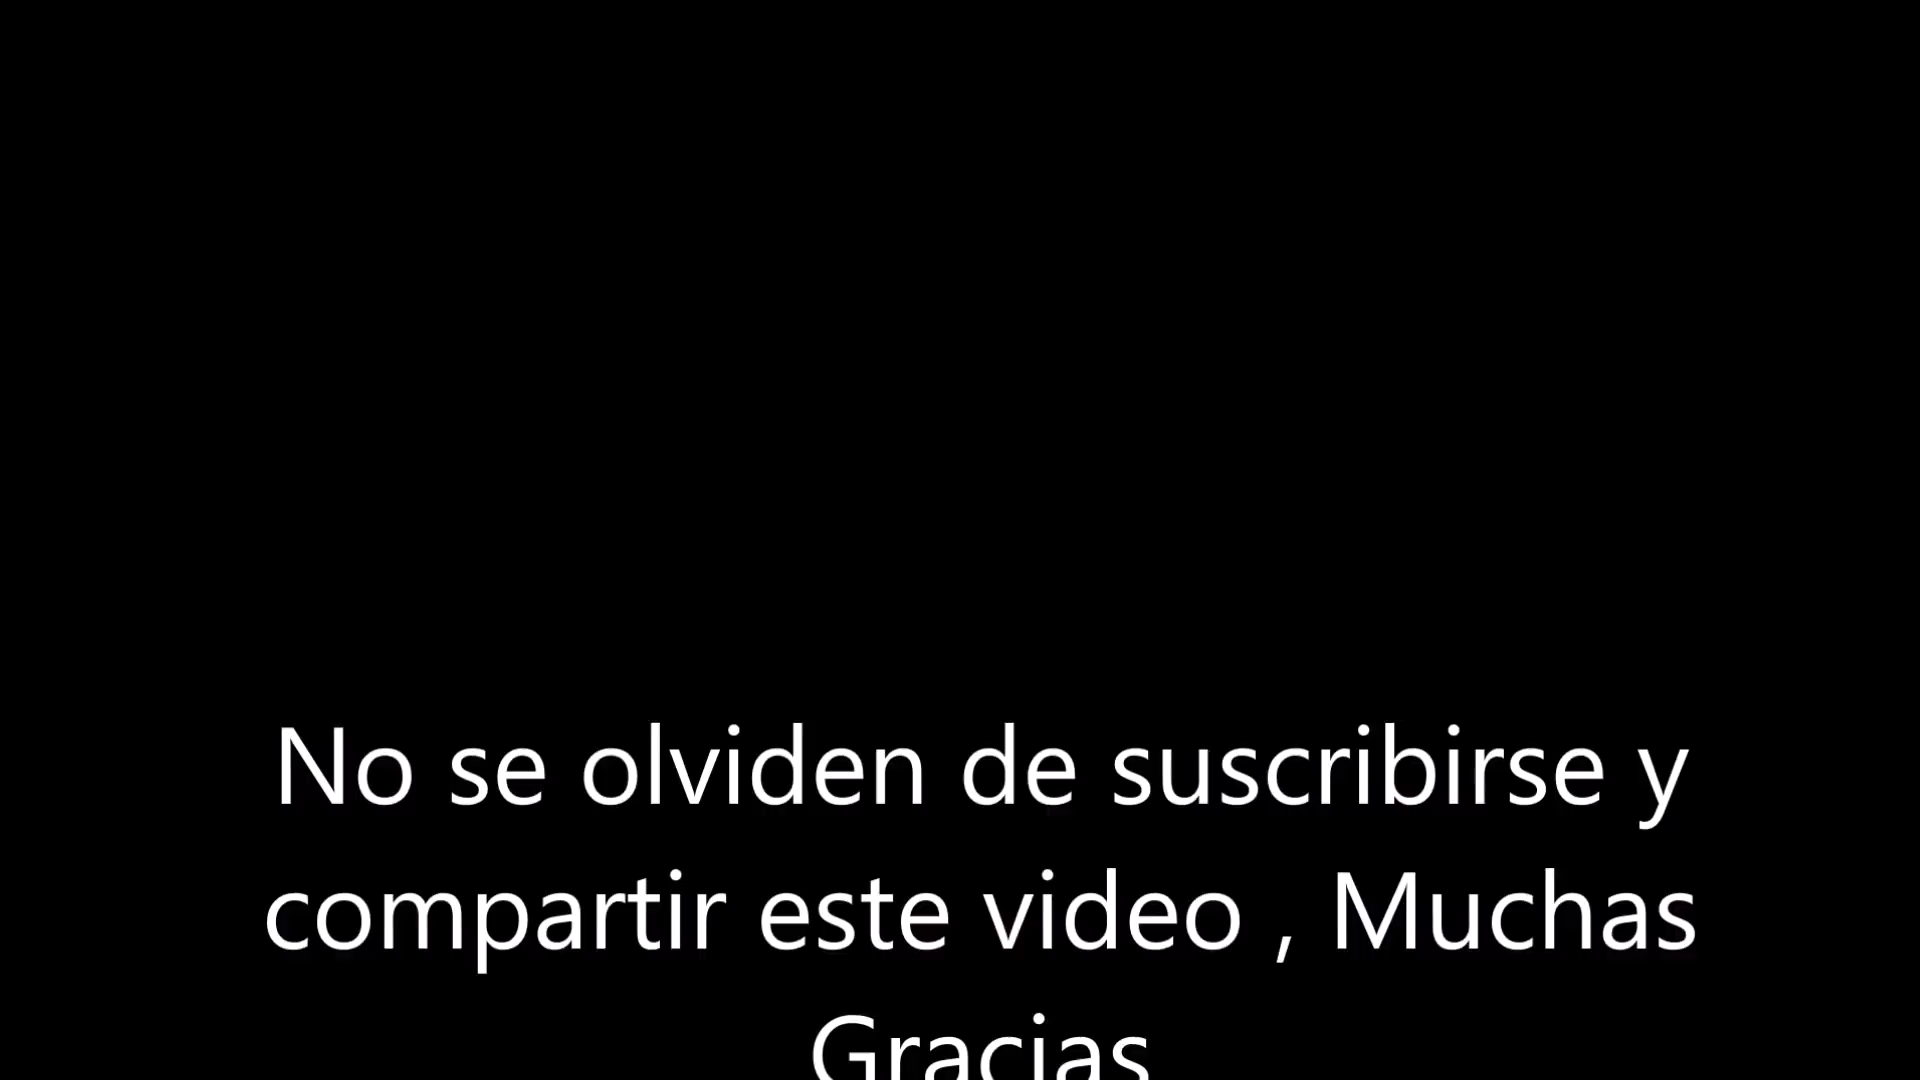 No se olviden de suscribirse y
compartir este video , Muchas
Gracias